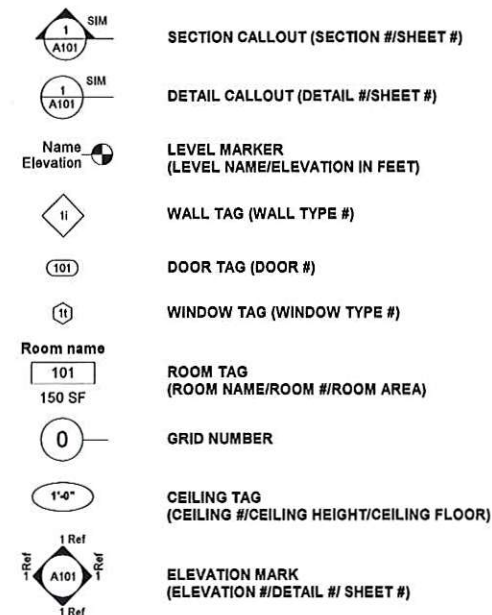 1
A101
SIM
SECTION CALLOUT (SECTION #/SHEET #)
1
A101
SIM
DETAIL CALLOUT (DETAIL #/SHEET #)
Name
Elevation
LEVEL MARKER
(LEVEL NAME/ELEVATION IN FEET)
1i
WALL TAG (WALL TYPE #)
101
DOOR TAG (DOOR #)
1t
WINDOW TAG (WINDOW TYPE #)
Room name
101
150 SF
ROOM TAG
(ROOM NAME/ROOM #/ROOM AREA)
0
GRID NUMBER
1'-0"
CEILING TAG
(CEILING #/CEILING HEIGHT/CEILING FLOOR)
1 Ref
1 Ref
A101
1 Ref
1 Ref
ELEVATION MARK
(ELEVATION #/DETAIL #/ SHEET #)